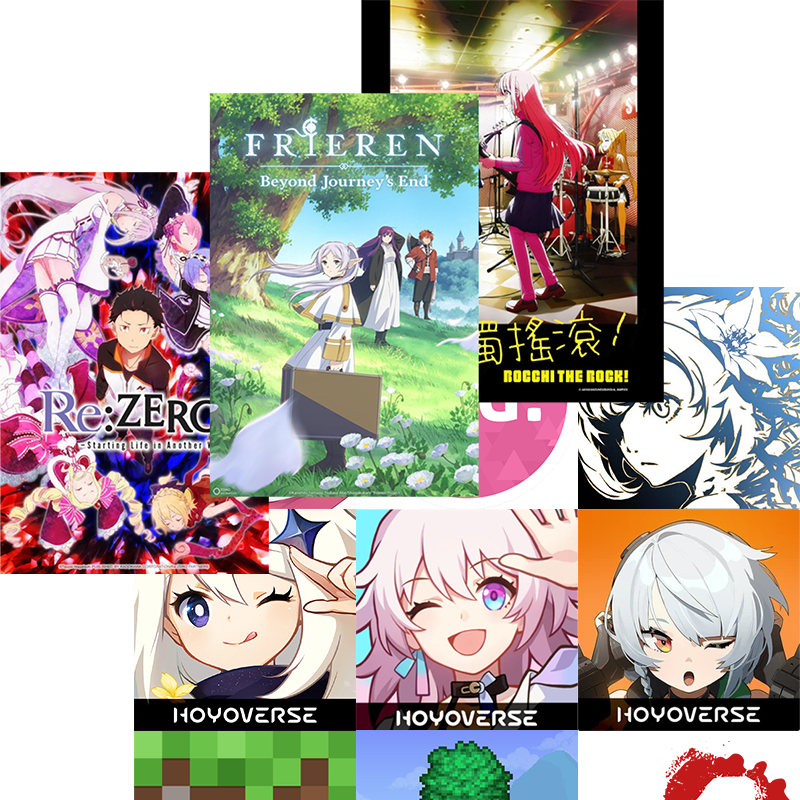 FRIEREN
Beyond Journey's End
獨搖滾!
BOCCHI THE ROCK!
Re:ZERO
-Starting Life in Another
G.
HOYOVERSE
HOYOVERSE
HOYOVERSE